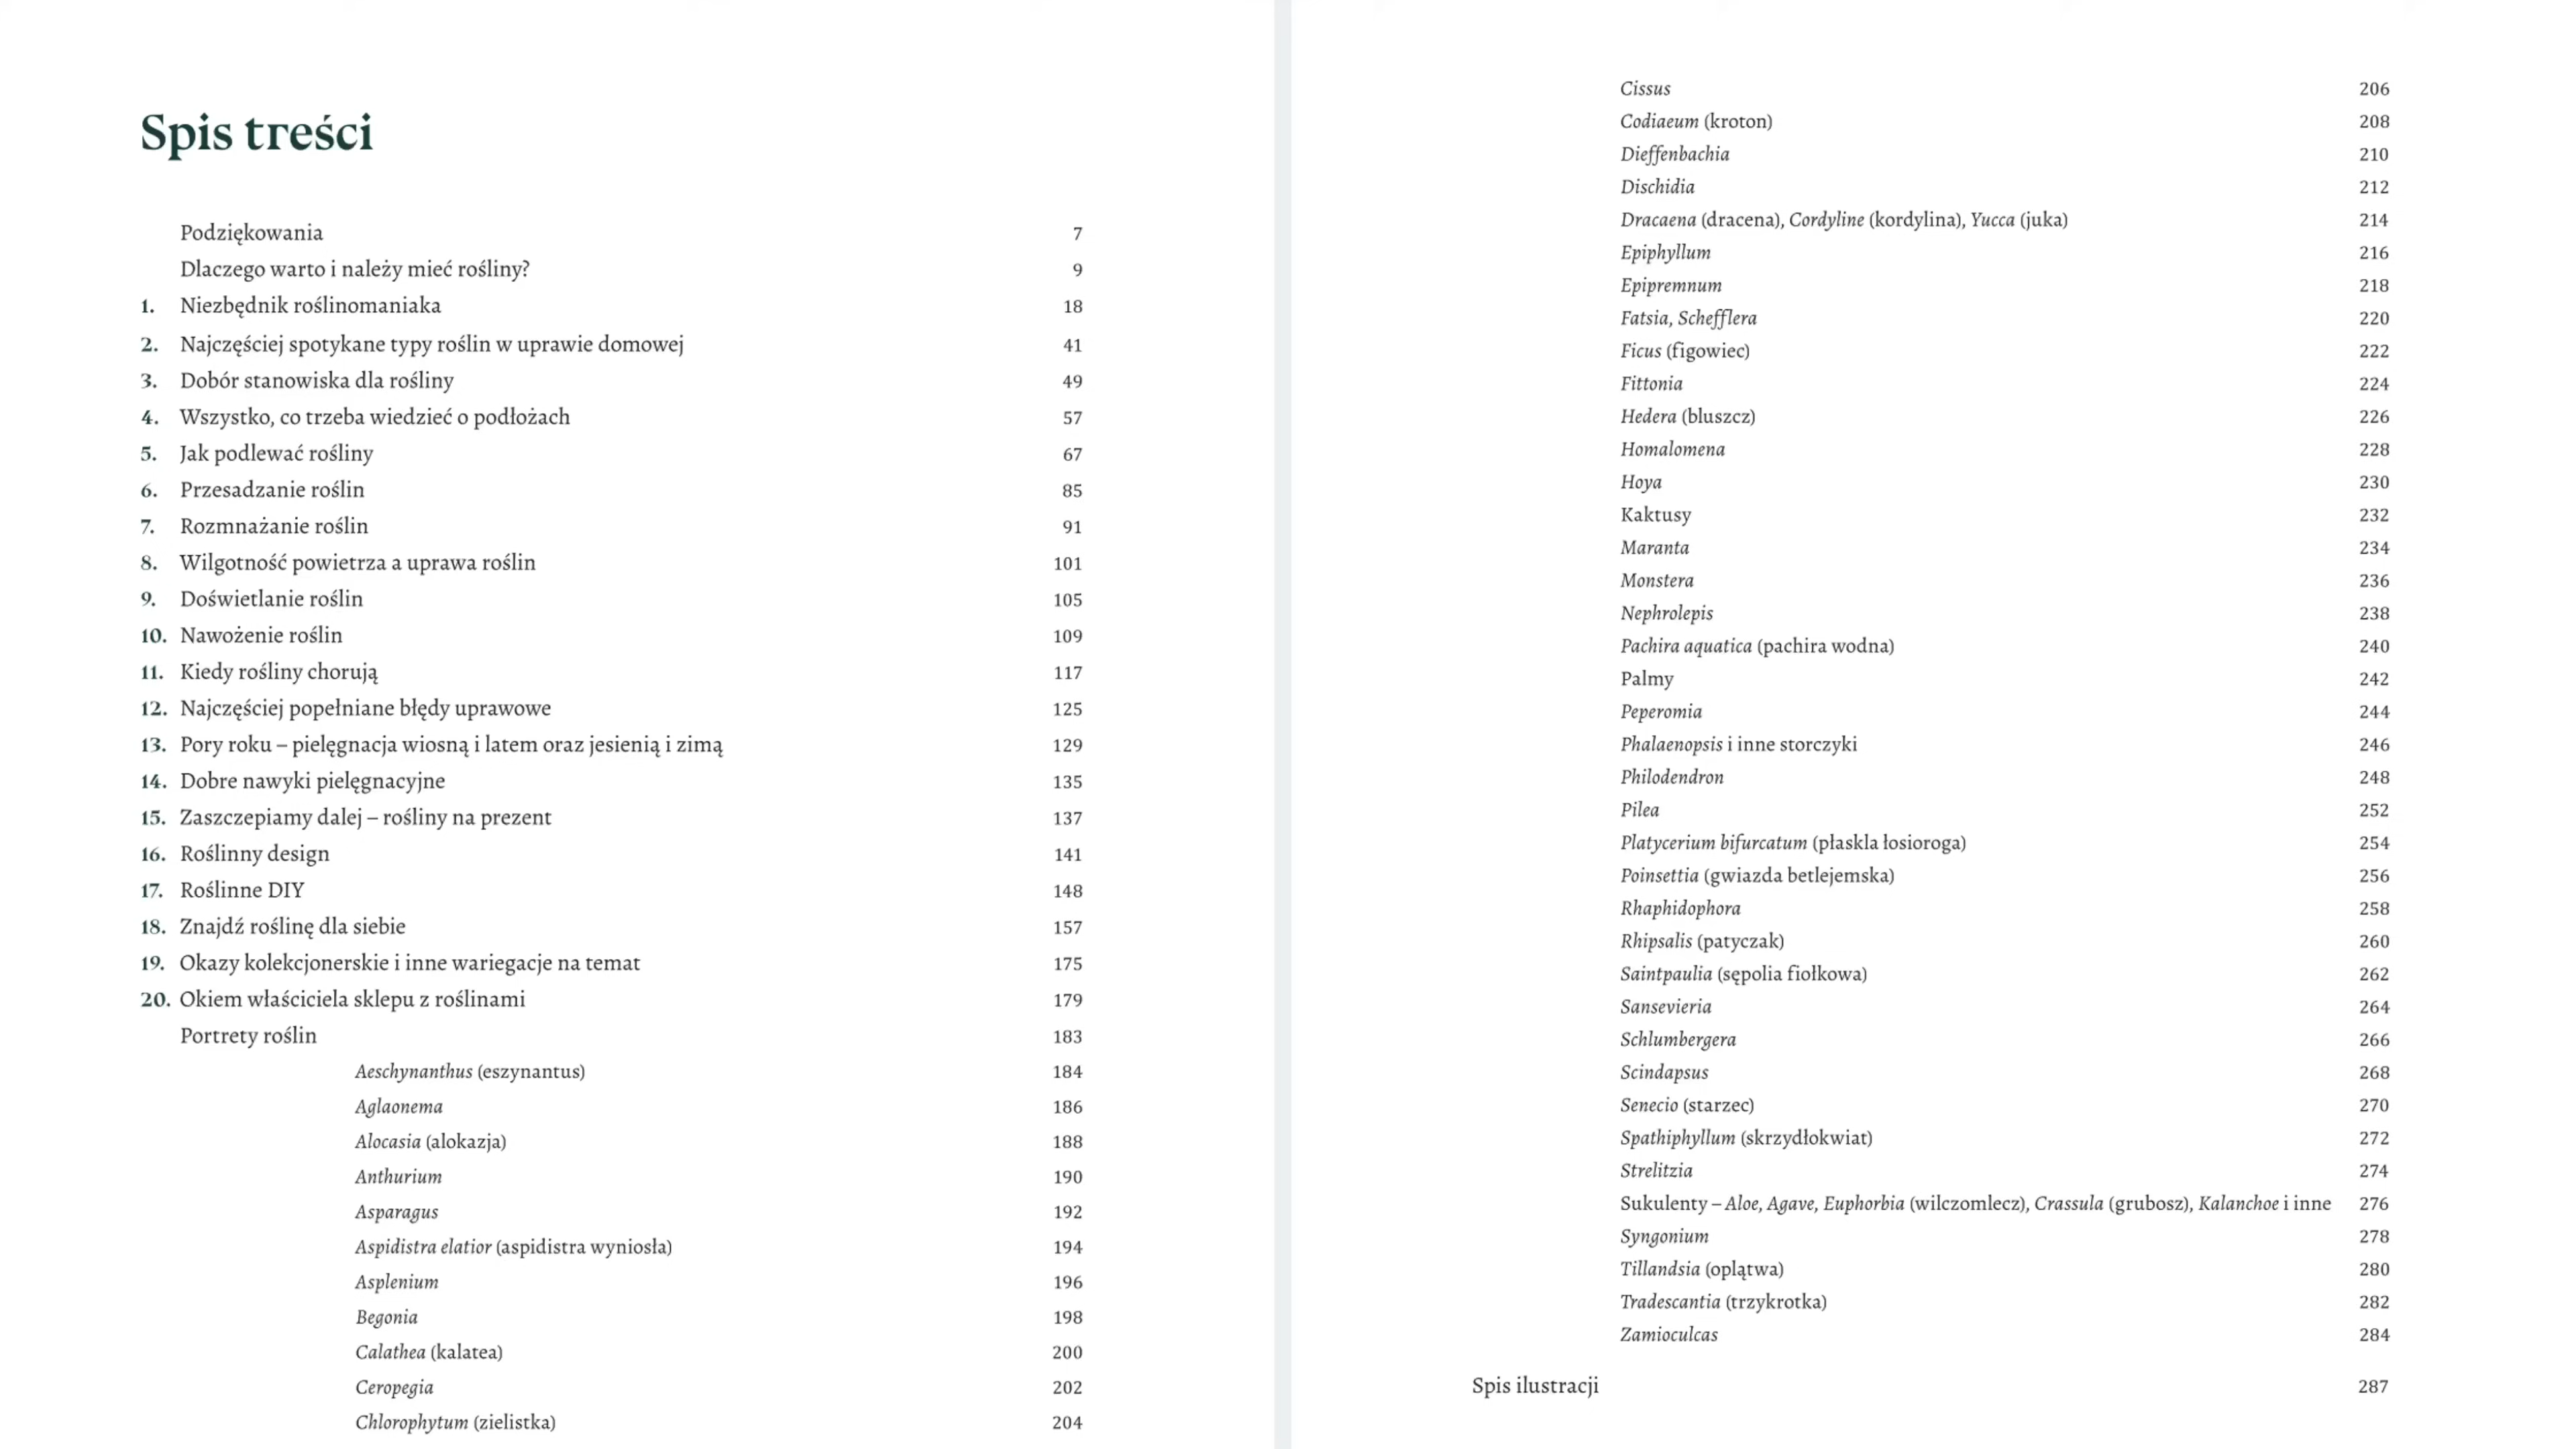 Spis treści
Podziękowania 7
Dlaczego warto i należy mieć rośliny? 9
1. Niezbędnik roślinomaniaka 18
2. Najczęściej spotykane typy roślin w uprawie domowej 41
3. Dobór stanowiska dla rośliny 49
4. Wszystko, co trzeba wiedzieć o podłożach 57
5. Jak podlewać rośliny 67
6. Przesadzanie roślin 85
7. Rozmnażanie roślin 91
8. Wilgotność powietrza a uprawa roślin 101
9. Doświetlanie roślin 105
10. Nawożenie roślin 109
11. Kiedy rośliny chorują 117
12. Najczęściej popełniane błędy uprawowe 125
13. Pory roku – pielęgnacja wiosną i latem oraz jesienią i zimą 129
14. Dobre nawyki pielęgnacyjne 135
15. Zaszczepiamy dalej – rośliny na prezent 137
16. Roślinny design 141
17. Roślinne DIY 148
18. Znajdź roślinę dla siebie 157
19. Okazy kolekcjonerskie i inne wariegacje na temat 175
20. Okiem właściciela sklepu z roślinami 179
Portrety roślin 183
Aeschynanthus (eszynantus) 184
Aglaonema 186
Alocasia (alokazja) 188
Anthurium 190
Asparagus 192
Aspidistra elatior (aspidistra wyniosła) 194
Asplenium 196
Begonia 198
Calathea (kalatea) 200
Ceropegia 202
Chlorophytum (zielistka) 204
Cissus 206
Codiaeum (kroton) 208
Dieffenbachia 210
Dischidia 212
Dracaena (dracena), Cordyline (kordylina), Yucca (juka) 214
Epiphyllum 216
Epipremnum 218
Fatsia, Schefflera 220
Ficus (figowiec) 222
Fittonia 224
Hedera (bluszcz) 226
Homalomena 228
Hoya 230
Kaktusy 232
Maranta 234
Monstera 236
Nephrolepis 238
Pachira aquatica (pachira wodna) 240
Palmy 242
Peperomia 244
Phalaenopsis i inne storczyki 246
Philodendron 248
Pilea 252
Platycerium bifurcatum (płaskla łosioroga) 254
Poinsettia (gwiazda betlejemska) 256
Rhaphidophora 258
Rhipsalis (patyczak) 260
Saintpaulia (sępolia fiołkowa) 262
Sansevieria 264
Schlumbergera 266
Scindapsus 268
Senecio (starzec) 270
Spathiphyllum (skrzydłokwiat) 272
Strelitzia 274
Sukulenty – Aloe, Agave, Euphorbia (wilczomlecz), Crassula (grubosz), Kalanchoe i inne 276
Syngonium 278
Tillandsia (oplątwa) 280
Tradescantia (trzykrotka) 282
Zamioculcas 284
Spis ilustracji 287